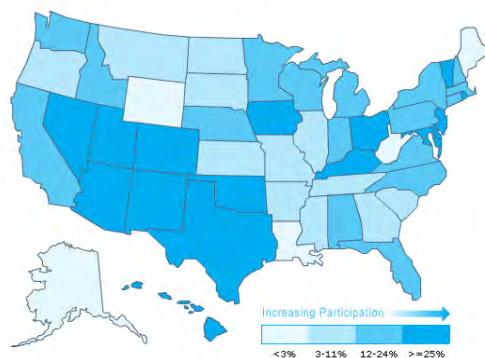 Increasing Participation
<3% 3-11% 12-24% >=25%